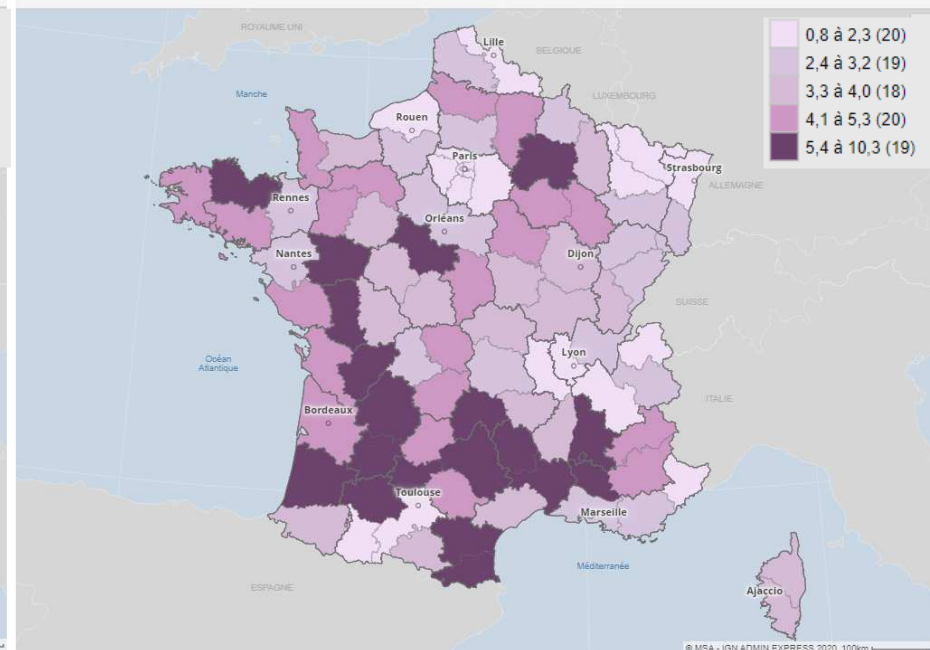 ROYAUME UNI
Lille
BELGIQUE
0,8 à 2,3 (20)
2,4 à 3,2 (19)
3,3 à 4,0 (18)
4,1 à 5,3 (20)
5,4 à 10,3 (19)
Manche
LUXEMBOURG
Rouen
Paris
Strasbourg
ALLEMAGNE
Rennes
Orléans
Nantes
Dijon
SUISSE
Lyon
Océan
Atlantique
ITALIE
Bordeaux
Toulouse
Marseille
Méditerranée
ESPAGNE
Ajaccio
© MSA - IGN ADMIN EXPRESS 2020 100km